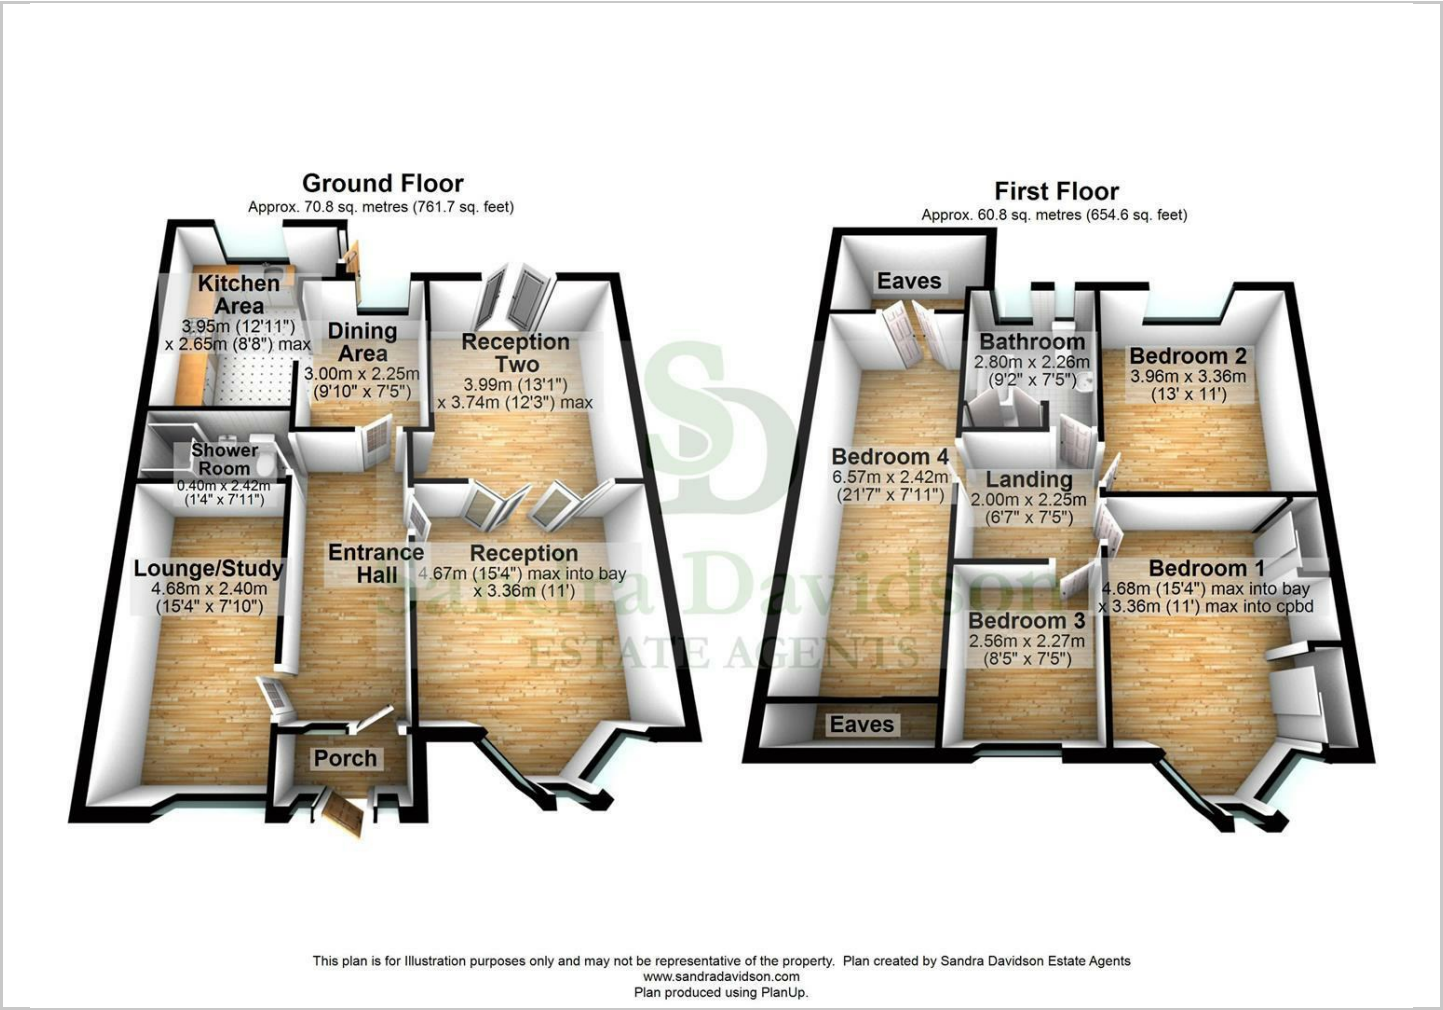 Ground Floor
Approx. 70.8 sq. metres (761.7 sq. feet)
Kitchen
Area
3.95m (12'11")
x 2.65m (8'8") max
Dining
Area
3.00m x 2.25m
(9'10" x 7'5")
Reception
Two
3.99m (13'1")
x 3.74m (12'3") max
Shower
Room
0.40m x 2.42m
(1'4" x 7'11")
Lounge/Study
4.68m x 2.40m
(15'4" x 7'10")
Entrance
Hall
Reception
4.67m (15'4") max into bay
x 3.36m (11')
Porch
First Floor
Approx. 60.8 sq. metres (654.6 sq. feet)
Eaves
Bathroom
2.80m x 2.26m
(9'2" x 7'5")
Bedroom 2
3.96m x 3.36m
(13' x 11')
Bedroom 4
6.57m x 2.42m
(21'7" x 7'11")
Landing
2.00m x 2.25m
(6'7" x 7'5")
Bedroom 1
4.68m (15'4") max into bay
x 3.36m (11') max into cpbd
Bedroom 3
2.56m x 2.27m
(8'5" x 7'5")
Eaves
SD
Sandra Davidson
ESTATE AGENTS
This plan is for Illustration purposes only and may not be representative of the property. Plan created by Sandra Davidson Estate Agents
www.sandradavidson.com
Plan produced using PlanUp.